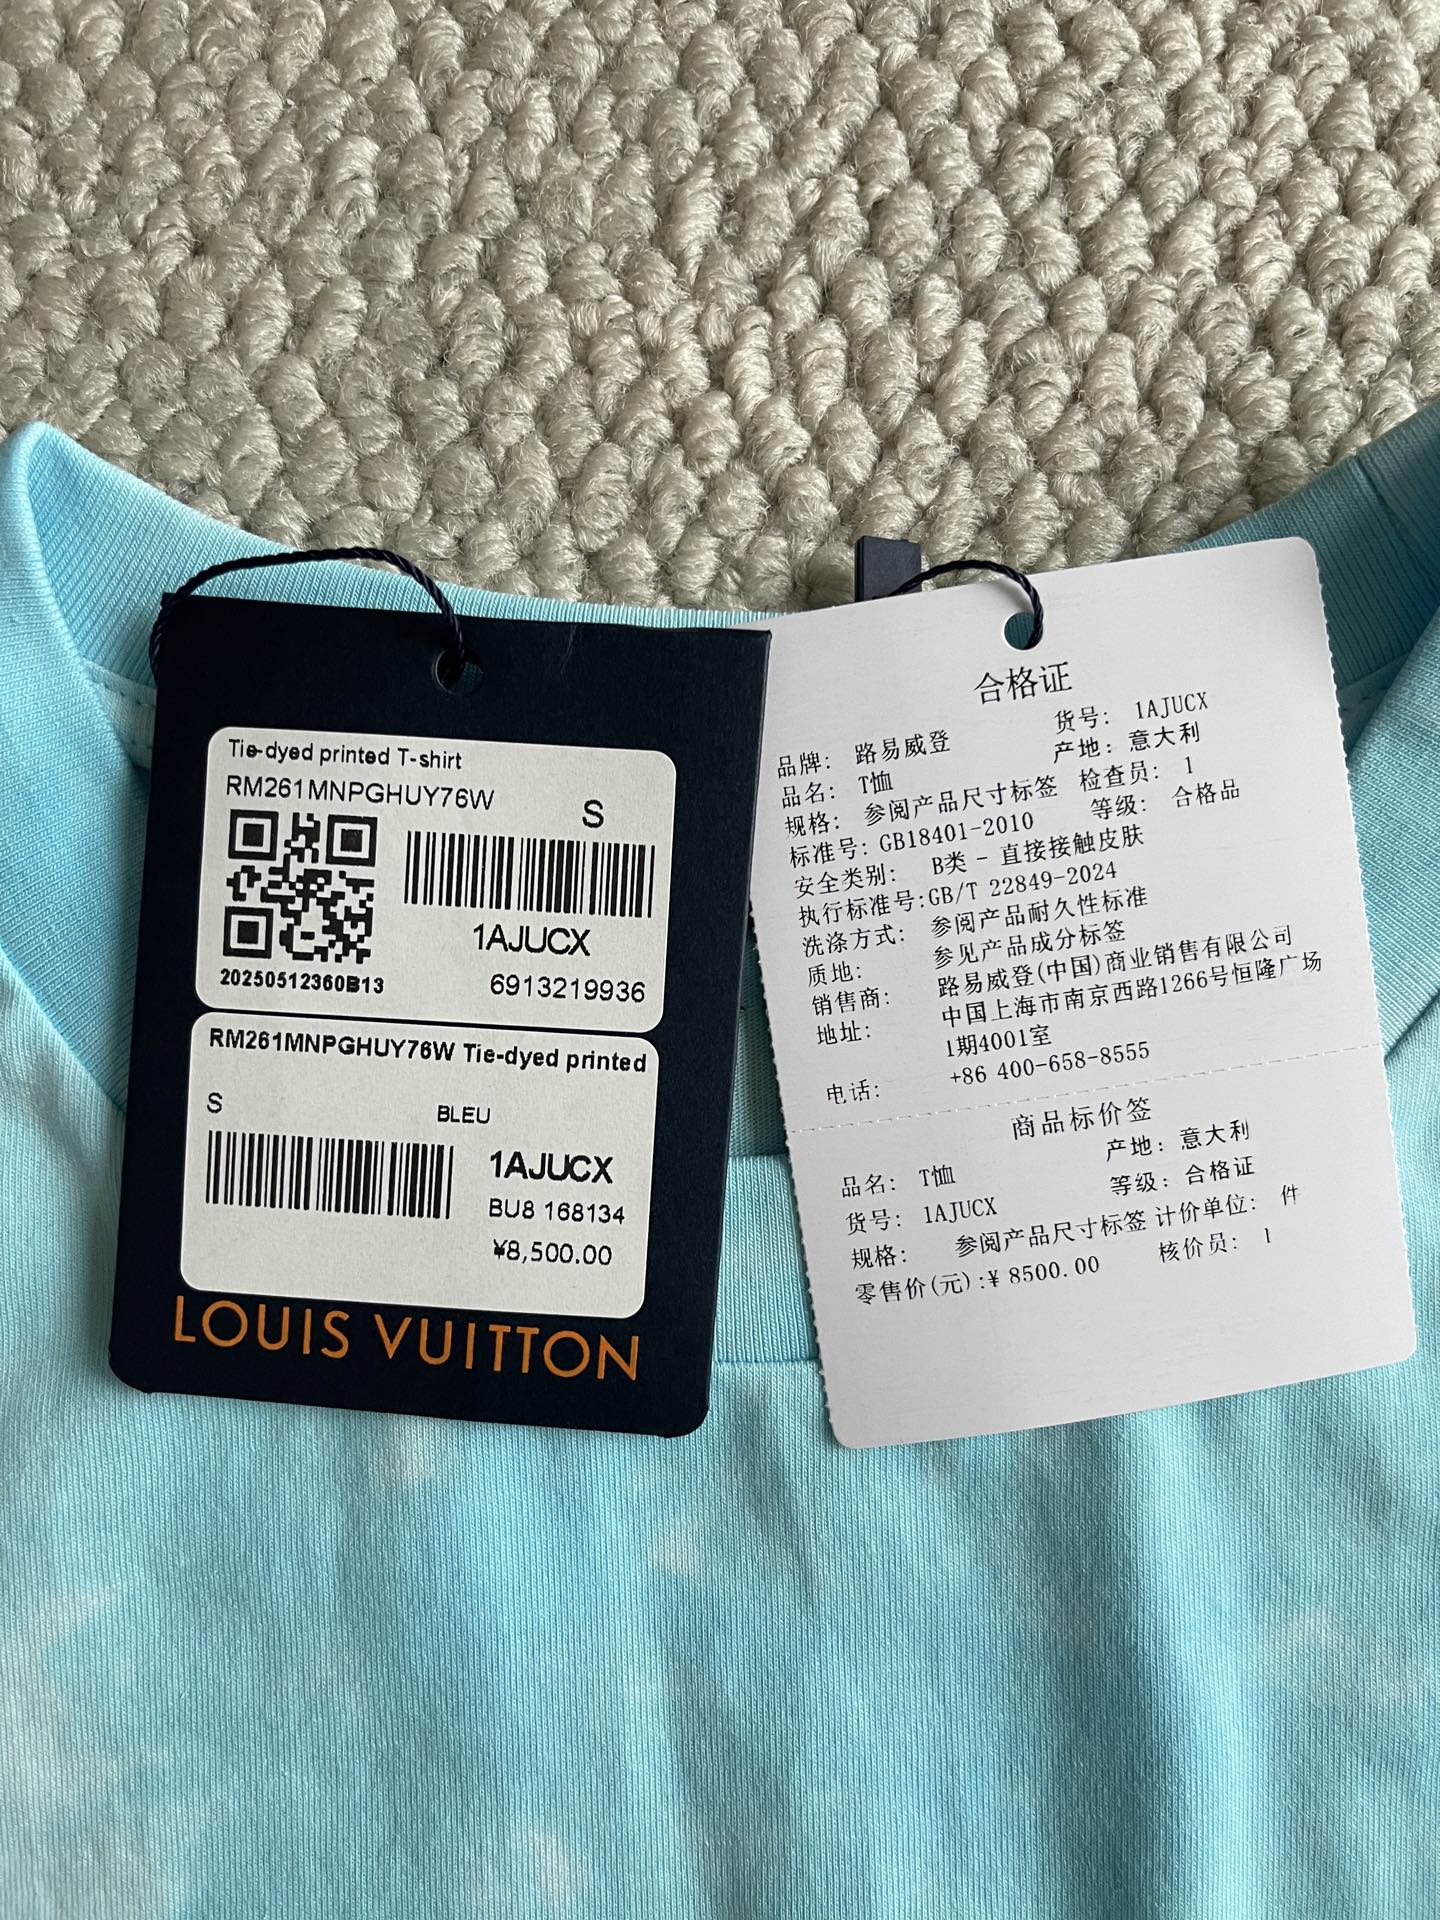 Tie-dyed printed T-shirt
RM261MNPGHUY76W
S
1AJUCX
20250512360B13
6913219936
RM261MNPGHUY76W Tie-dyed printed
S BLEU
1AJUCX
BU8 168134
¥8,500.00
LOUIS VUITTON
合格证
品牌: 路易威登 货号: 1AJUCX
品名: T恤 产地: 意大利
规格: 参阅产品尺寸标签 检查员: 1
标准号: GB18401-2010 等级: 合格品
安全类别: B类 - 直接接触皮肤
执行标准号:GB/T 22849-2024
洗涤方式: 参阅产品耐久性标准
质地: 参见产品成分标签
销售商: 路易威登(中国)商业销售有限公司
地址: 中国上海市南京西路1266号恒隆广场
1期4001室
电话: +86 400-658-8555
商品标价签
品名: T恤 产地: 意大利
货号: 1AJUCX 等级: 合格证
规格: 参阅产品尺寸标签 计价单位: 件
零售价(元):¥ 8500.00 核价员: 1